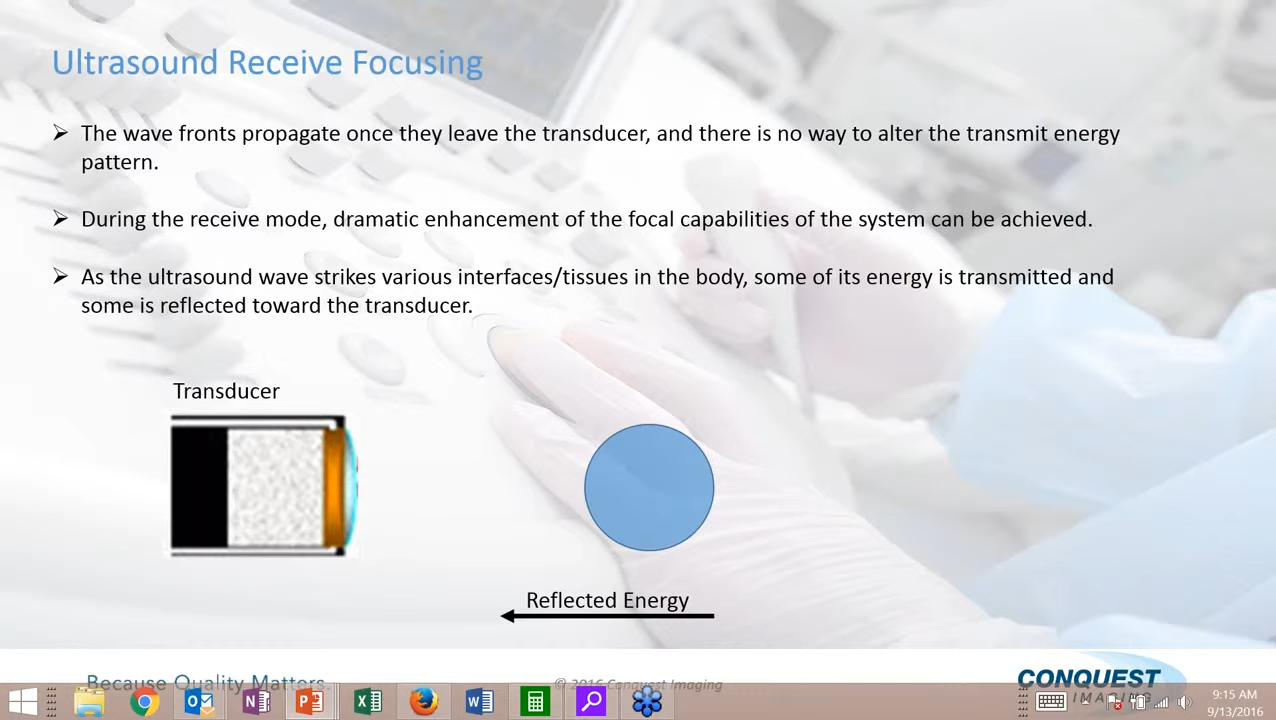 Ultrasound Receive Focusing
➢ The wave fronts propagate once they leave the transducer, and there is no way to alter the transmit energy
pattern.
➢ During the receive mode, dramatic enhancement of the focal capabilities of the system can be achieved.
➢ As the ultrasound wave strikes various interfaces/tissues in the body, some of its energy is transmitted and
some is reflected toward the transducer.
Transducer
Reflected Energy
Because Quality Matters.
© 2016 Conquest Imaging
CONQUEST
IMAGING
9:15 AM
9/13/2016